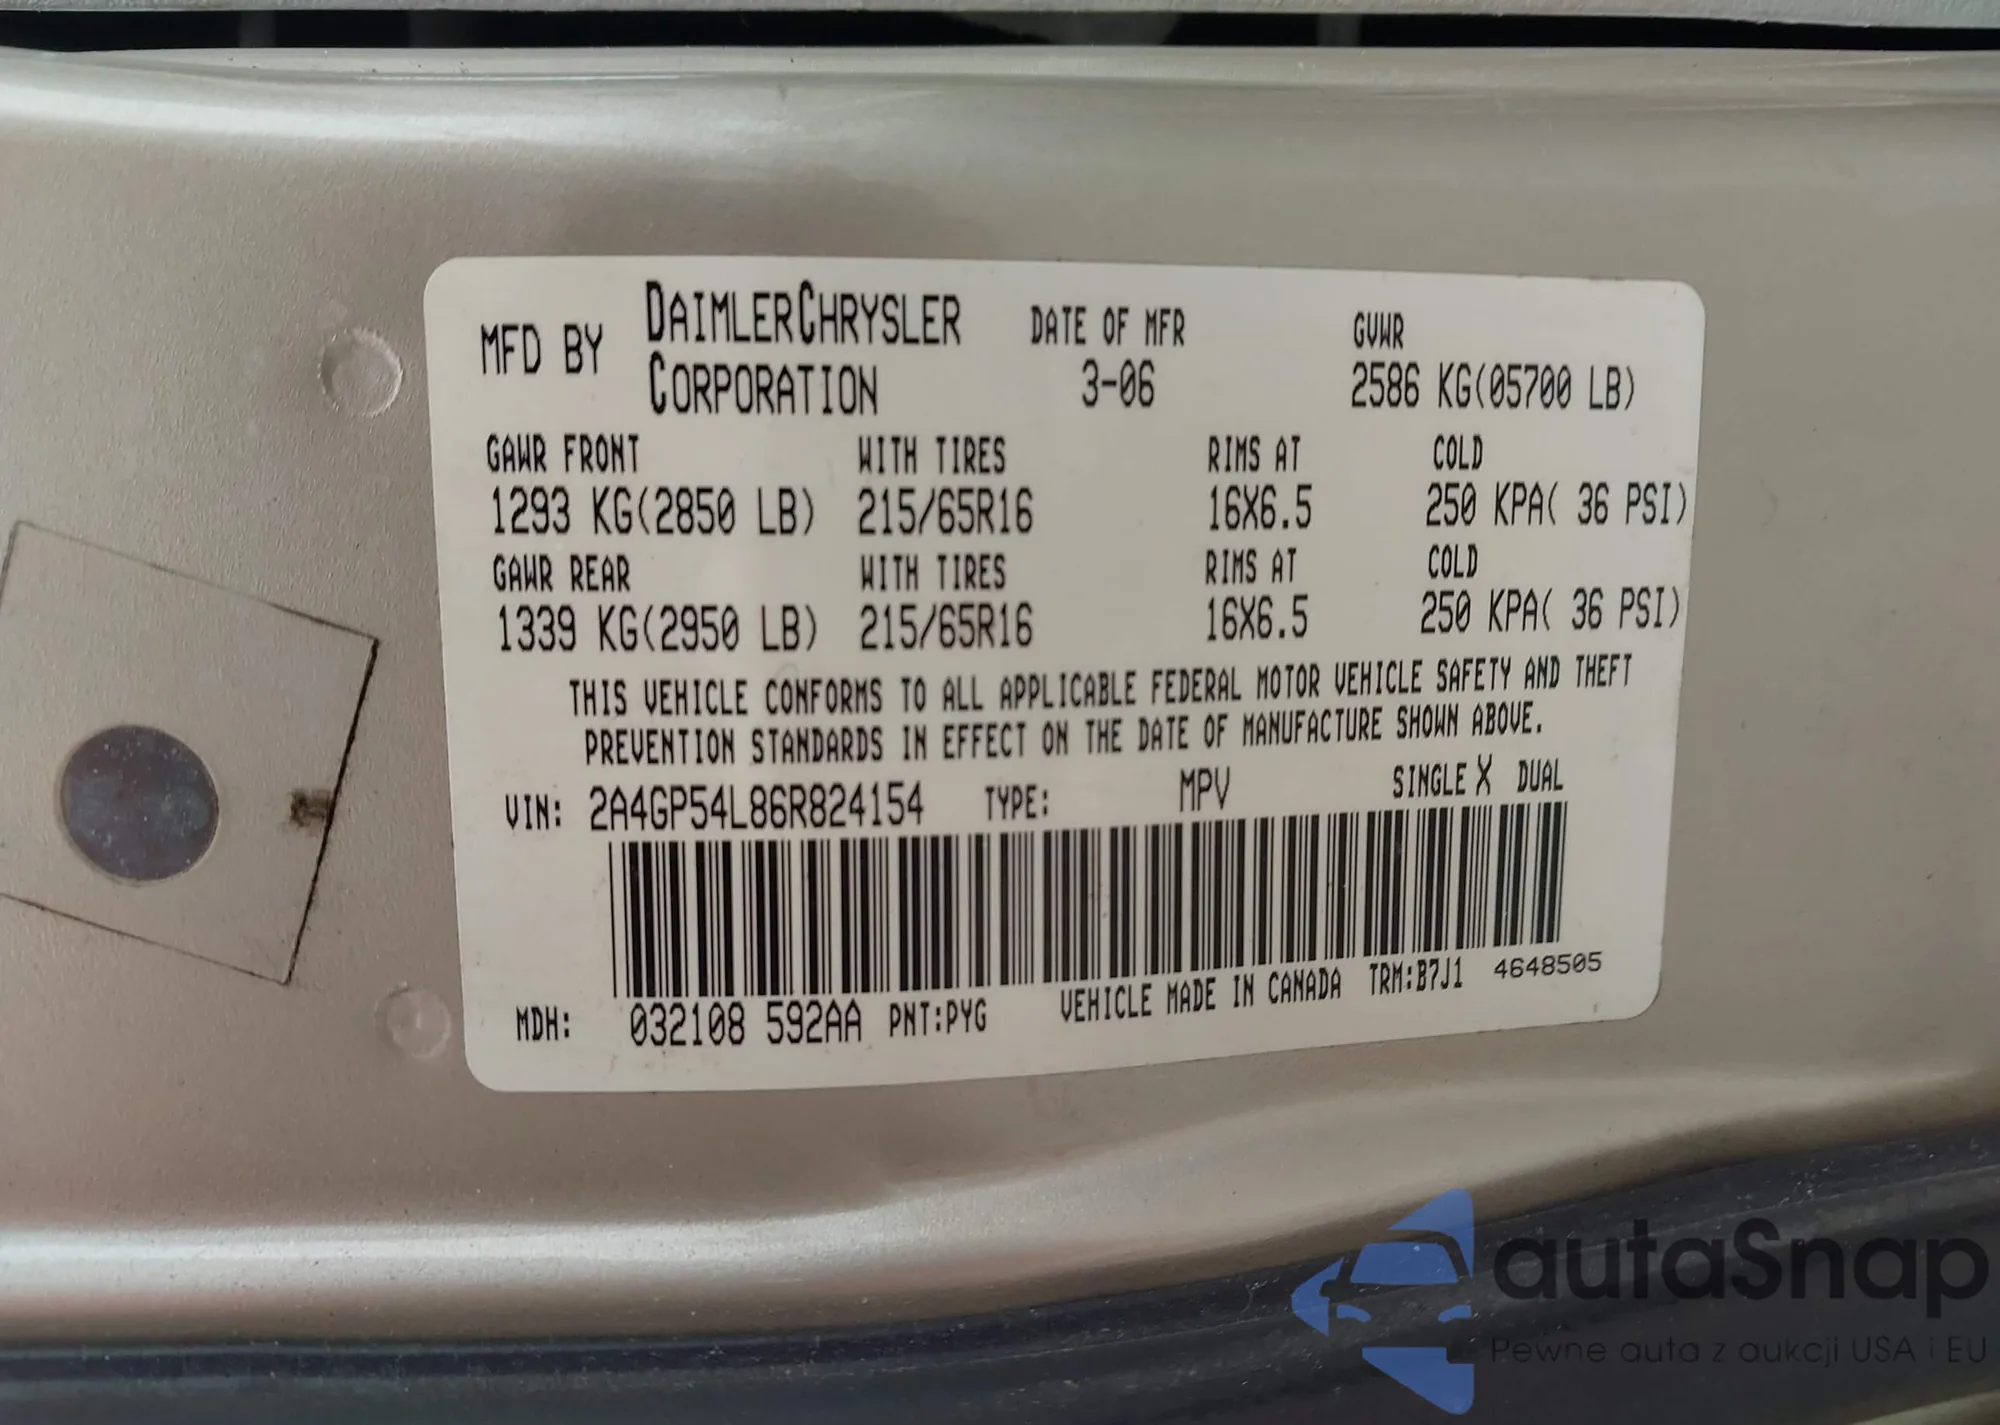 MFD BY DAIMLERCHRYSLER CORPORATION DATE OF MFR 3-06 GVWR 2586 KG(05700 LB)
GAWR FRONT WITH TIRES RIMS AT COLD
1293 KG(2850 LB) 215/65R16 16X6.5 250 KPA( 36 PSI)
GAWR REAR WITH TIRES RIMS AT COLD
1339 KG(2950 LB) 215/65R16 16X6.5 250 KPA( 36 PSI)
THIS VEHICLE CONFORMS TO ALL APPLICABLE FEDERAL MOTOR VEHICLE SAFETY AND THEFT
PREVENTION STANDARDS IN EFFECT ON THE DATE OF MANUFACTURE SHOWN ABOVE.
VIN: 2A4GP54L86R824154 TYPE: MPV SINGLE X DUAL
MDH: 032108 592AA PNT:PYG VEHICLE MADE IN CANADA TRM:B7J1 4648505
autaSnap
Pewne auta z aukcji USA i EU